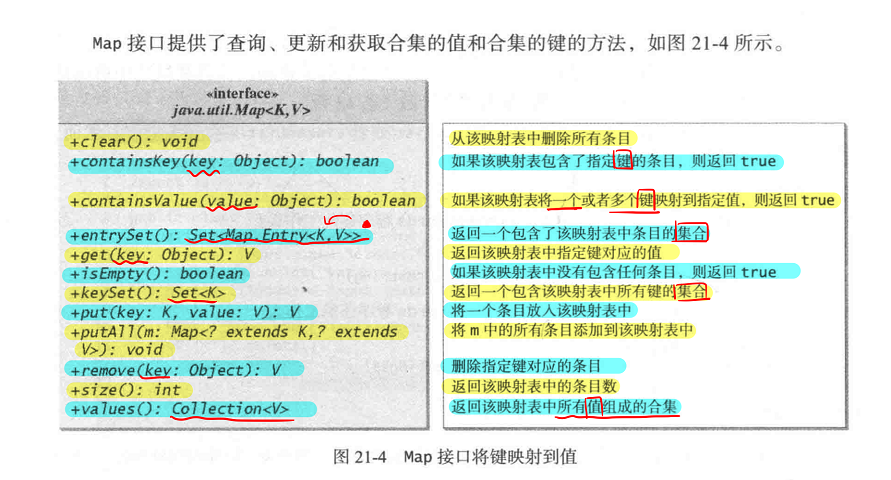 Map 接口提供了查询、更新和获取合集的值和合集的键的方法，如图 21-4 所示。
«interface»
java.util.Map<K,V>
+clear(): void
+containsKey(key: Object): boolean
+containsValue(value: Object): boolean
+entrySet(): Set<Map.Entry<K,V>>
+get(key: Object): V
+isEmpty(): boolean
+keySet(): Set<K>
+put(key: K, value: V): V
+putAll(m: Map<? extends K,? extends
V>): void
+remove(key: Object): V
+size(): int
+values(): Collection<V>
从该映射表中删除所有条目
如果该映射表包含了指定键的条目，则返回 true
如果该映射表将一个或者多个键映射到指定值，则返回 true
返回一个包含了该映射表中条目的集合
返回该映射表中指定键对应的值
如果该映射表中没有包含任何条目，则返回 true
返回一个包含该映射表中所有键的集合
将一个条目放入该映射表中
将 m 中的所有条目添加到该映射表中
删除指定键对应的条目
返回该映射表中的条目数
返回该映射表中所有值组成的合集
图 21-4 Map 接口将键映射到值